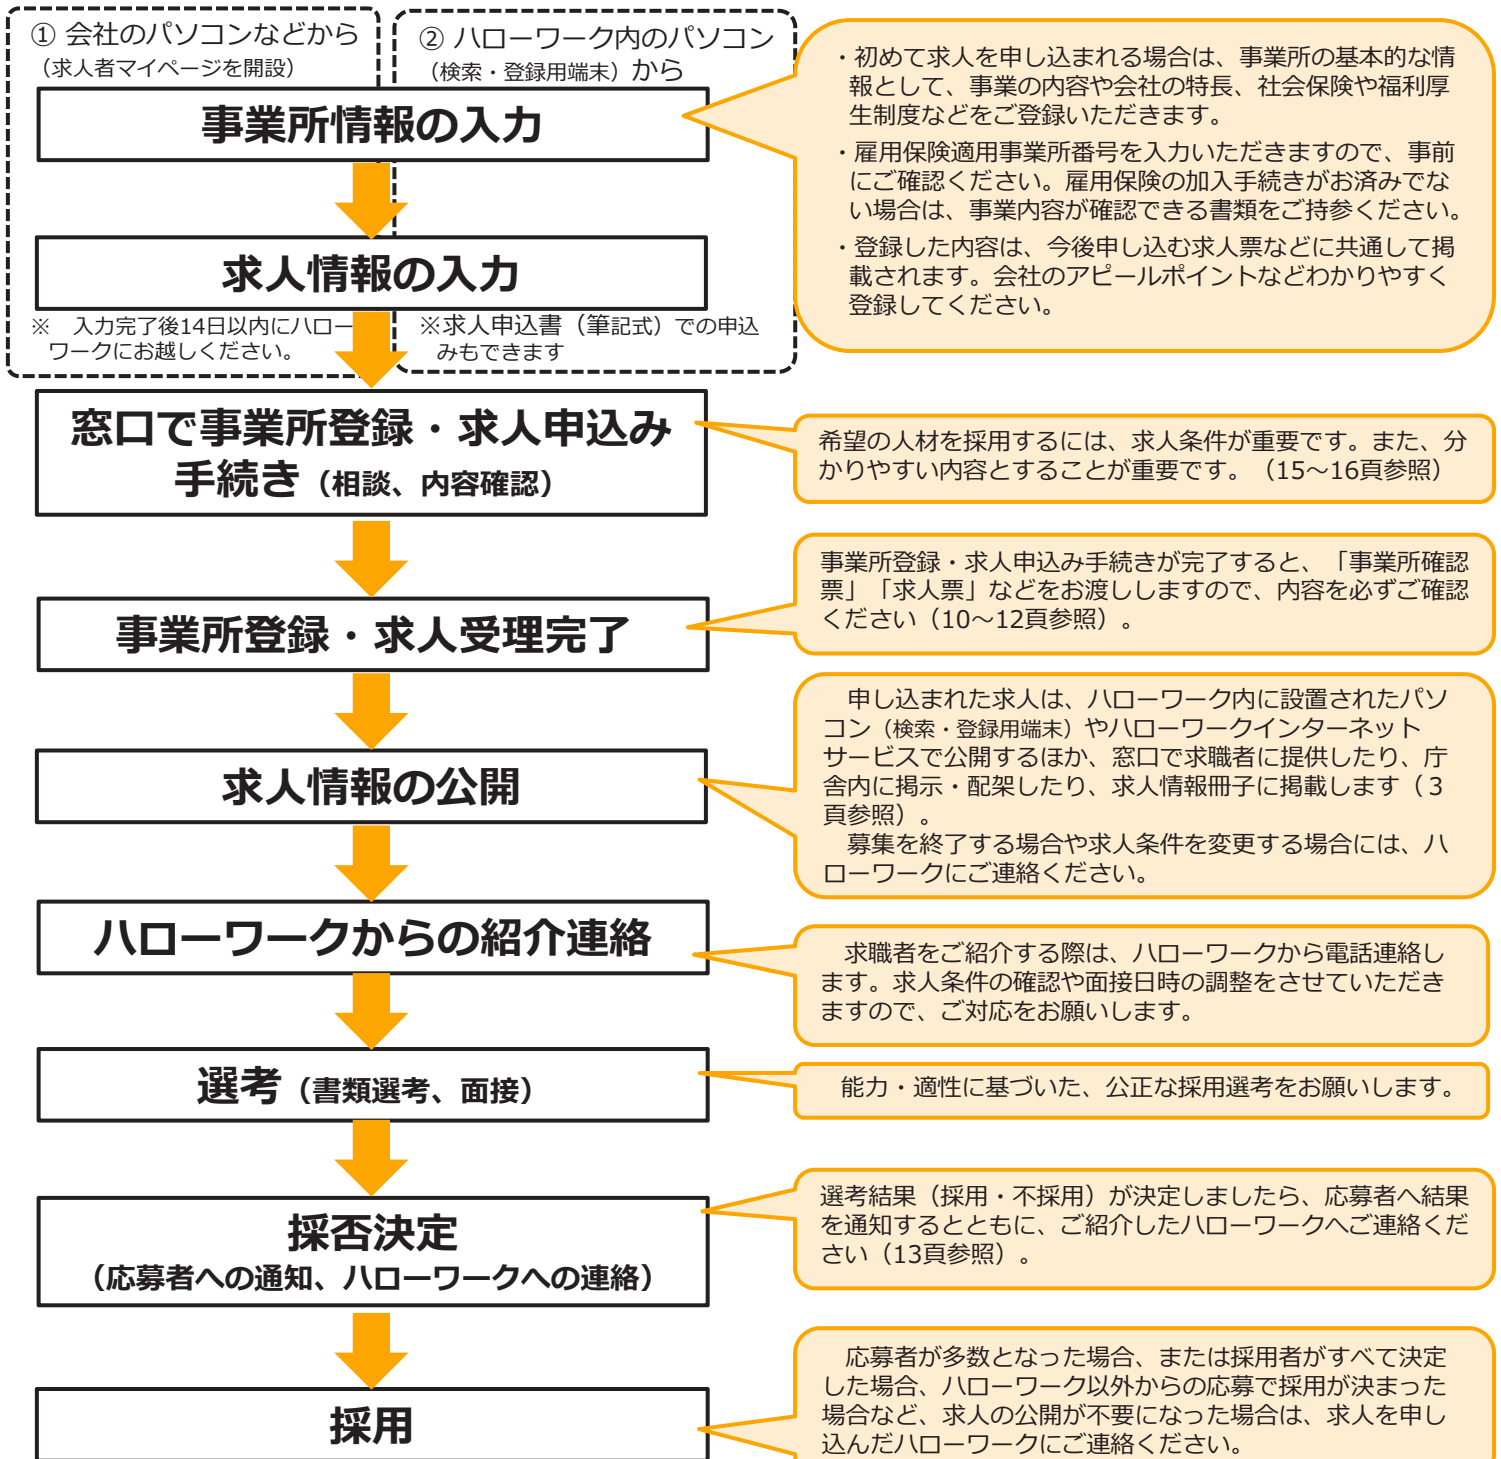 ① 会社のパソコンなどから
（求人者マイページを開設）
② ハローワーク内のパソコン
（検索・登録用端末）から
事業所情報の入力
・初めて求人を申し込まれる場合は、事業所の基本的な情
報として、事業の内容や会社の特長、社会保険や福利厚
生制度などをご登録いただきます。
・雇用保険適用事業所番号を入力いただきますので、事前
にご確認ください。雇用保険の加入手続きがお済みでな
い場合は、事業内容が確認できる書類をご持参ください。
・登録した内容は、今後申し込む求人票などに共通して掲
載されます。会社のアピールポイントなどわかりやすく
登録してください。
求人情報の入力
※　入力完了後14日以内にハロー
ワークにお越しください。
※求人申込書（筆記式）での申込
みもできます
窓口で事業所登録・求人申込み
手続き（相談、内容確認）
希望の人材を採用するには、求人条件が重要です。また、分
かりやすい内容とすることが重要です。（15～16頁参照）
事業所登録・求人受理完了
事業所登録・求人申込み手続きが完了すると、「事業所確認
票」「求人票」などをお渡ししますので、内容を必ずご確認
ください（10～12頁参照）。
求人情報の公開
申し込まれた求人は、ハローワーク内に設置されたパソ
コン（検索・登録用端末）やハローワークインターネット
サービスで公開するほか、窓口で求職者に提供したり、庁
舎内に掲示・配架したり、求人情報冊子に掲載します（３
頁参照）。
募集を終了する場合や求人条件を変更する場合には、ハ
ローワークにご連絡ください。
ハローワークからの紹介連絡
求職者をご紹介する際は、ハローワークから電話連絡し
ます。求人条件の確認や面接日時の調整をさせていただき
ますので、ご対応をお願いします。
選考（書類選考、面接）
能力・適性に基づいた、公正な採用選考をお願いします。
採否決定
（応募者への通知、ハローワークへの連絡）
選考結果（採用・不採用）が決定しましたら、応募者へ結果
を通知するとともに、ご紹介したハローワークへご連絡くだ
さい（13頁参照）。
採用
応募者が多数となった場合、または採用者がすべて決定
した場合、ハローワーク以外からの応募で採用が決まった
場合など、求人の公開が不要になった場合は、求人を申し
込んだハローワークにご連絡ください。